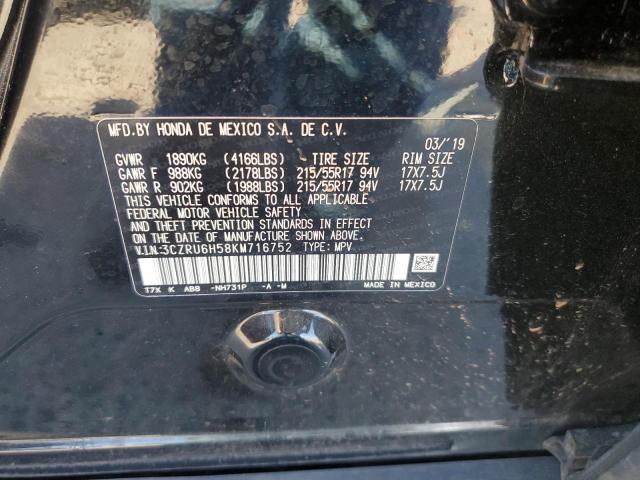 MFD.BY HONDA DE MEXICO S.A. DE C.V.
03/'19
GVWR 1890KG (4166LBS) TIRE SIZE RIM SIZE
GAWR F 988KG (2178LBS) 215/55R17 94V 17X7.5J
GAWR R 902KG (1988LBS) 215/55R17 94V 17X7.5J
THIS VEHICLE CONFORMS TO ALL APPLICABLE
FEDERAL MOTOR VEHICLE SAFETY
AND THEFT PREVENTION STANDARDS IN EFFECT
ON THE DATE OF MANUFACTURE SHOWN ABOVE.
V.I.N:3CZRU6H58KM716752 TYPE: MPV
T7X K AB8 -NH731P -A -M MADE IN MEXICO